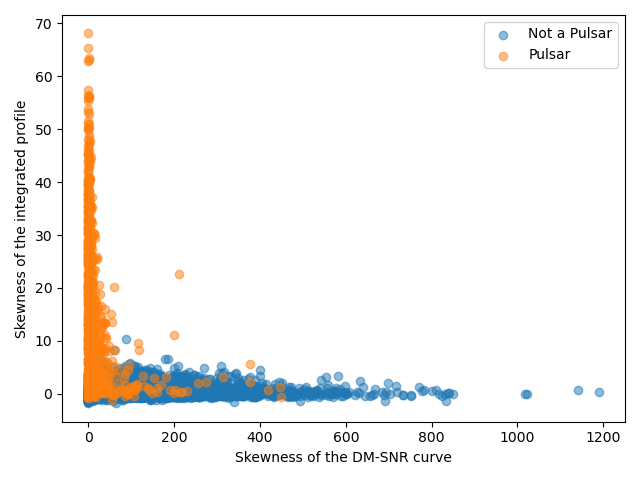 Not a Pulsar
Pulsar
Skewness of the integrated profile
70
60
50
40
30
20
10
0
0 200 400 600 800 1000 1200
Skewness of the DM-SNR curve